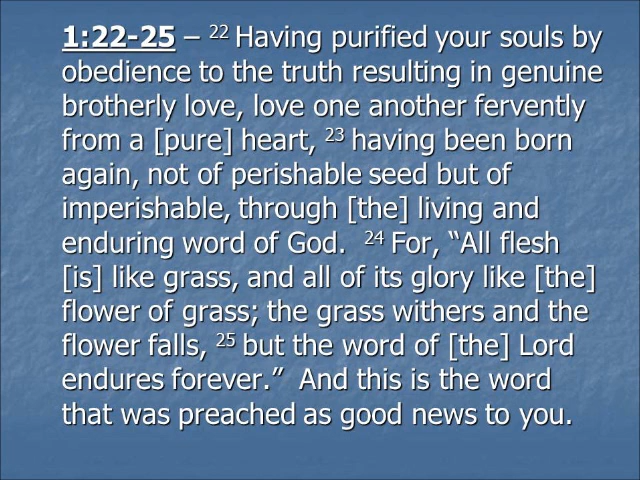 1:22-25 – 22 Having purified your souls by
obedience to the truth resulting in genuine
brotherly love, love one another fervently
from a [pure] heart, 23 having been born
again, not of perishable seed but of
imperishable, through [the] living and
enduring word of God.  24 For, “All flesh
[is] like grass, and all of its glory like [the]
flower of grass; the grass withers and the
flower falls, 25 but the word of [the] Lord
endures forever.”  And this is the word
that was preached as good news to you.